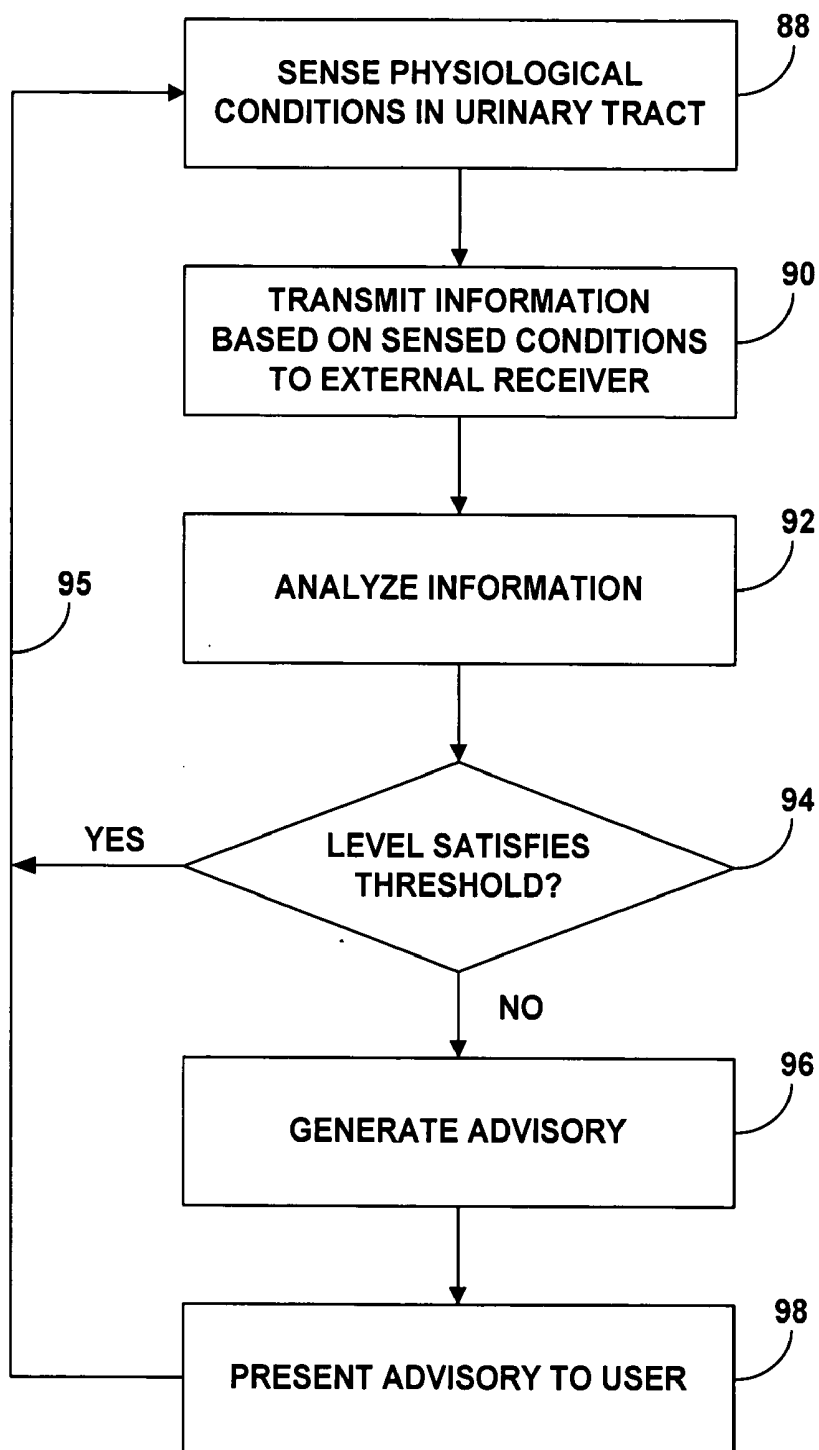 88
SENSE PHYSIOLOGICAL
CONDITIONS IN URINARY TRACT
90
TRANSMIT INFORMATION
BASED ON SENSED CONDITIONS
TO EXTERNAL RECEIVER
92
ANALYZE INFORMATION
95
94
YES
LEVEL SATISFIES
THRESHOLD?
NO
96
GENERATE ADVISORY
98
PRESENT ADVISORY TO USER